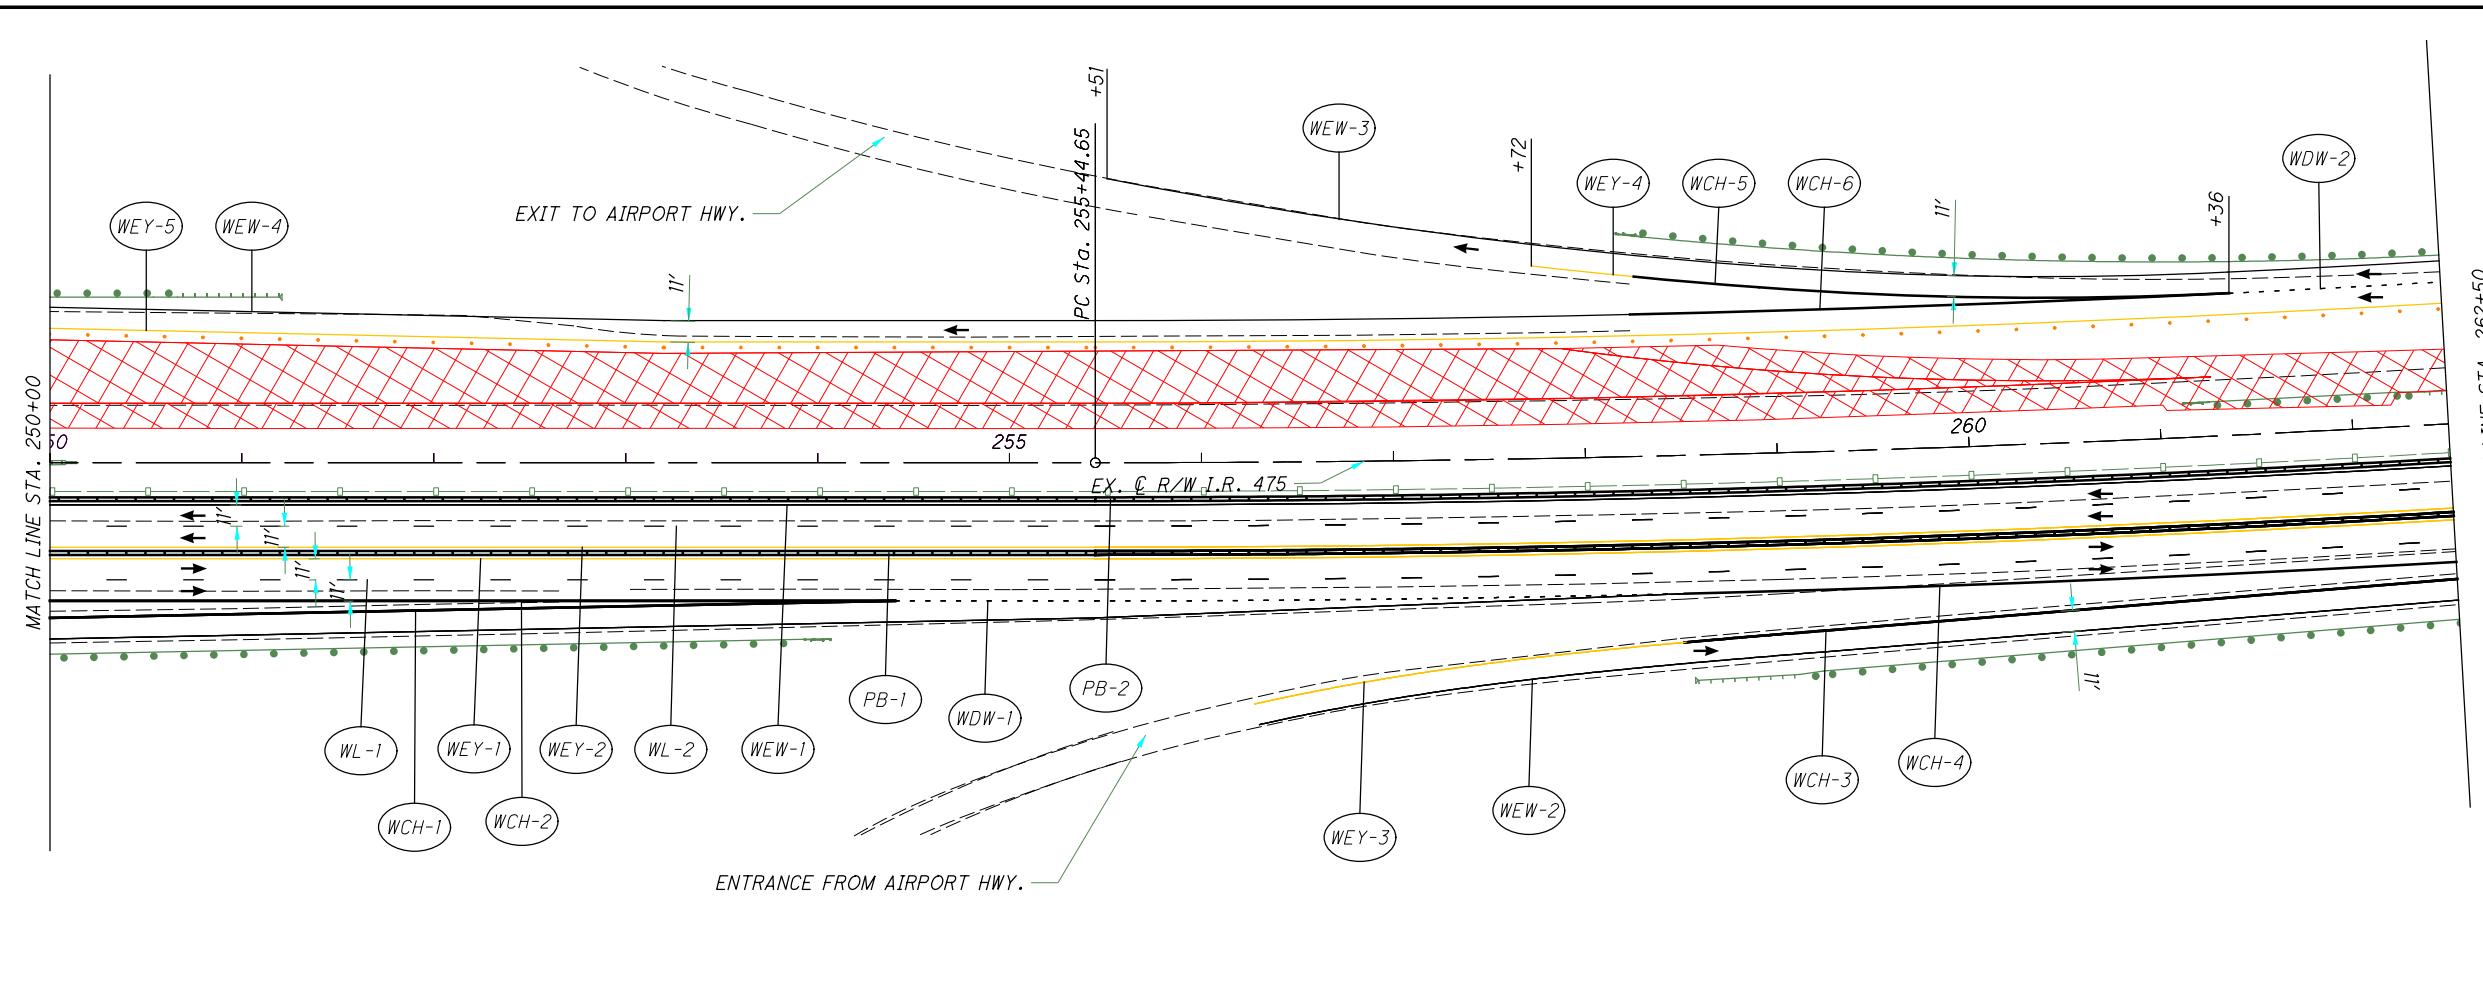 +51
WEW-3
PC Sta. 255+44.65
+72
WEY-4
WCH-5
WCH-6
11'
+36
WDW-2
WEY-5
WEW-4
EXIT TO AIRPORT HWY.
11'
MATCH LINE STA. 250+00
50
255
260
262+50
EX. ℄ R/W I.R. 475
11'
11'
11'
11'
11'
WL-1
WEY-1
WEY-2
WL-2
WEW-1
PB-1
WDW-1
PB-2
WCH-1
WCH-2
WEY-3
WEW-2
WCH-3
WCH-4
ENTRANCE FROM AIRPORT HWY.